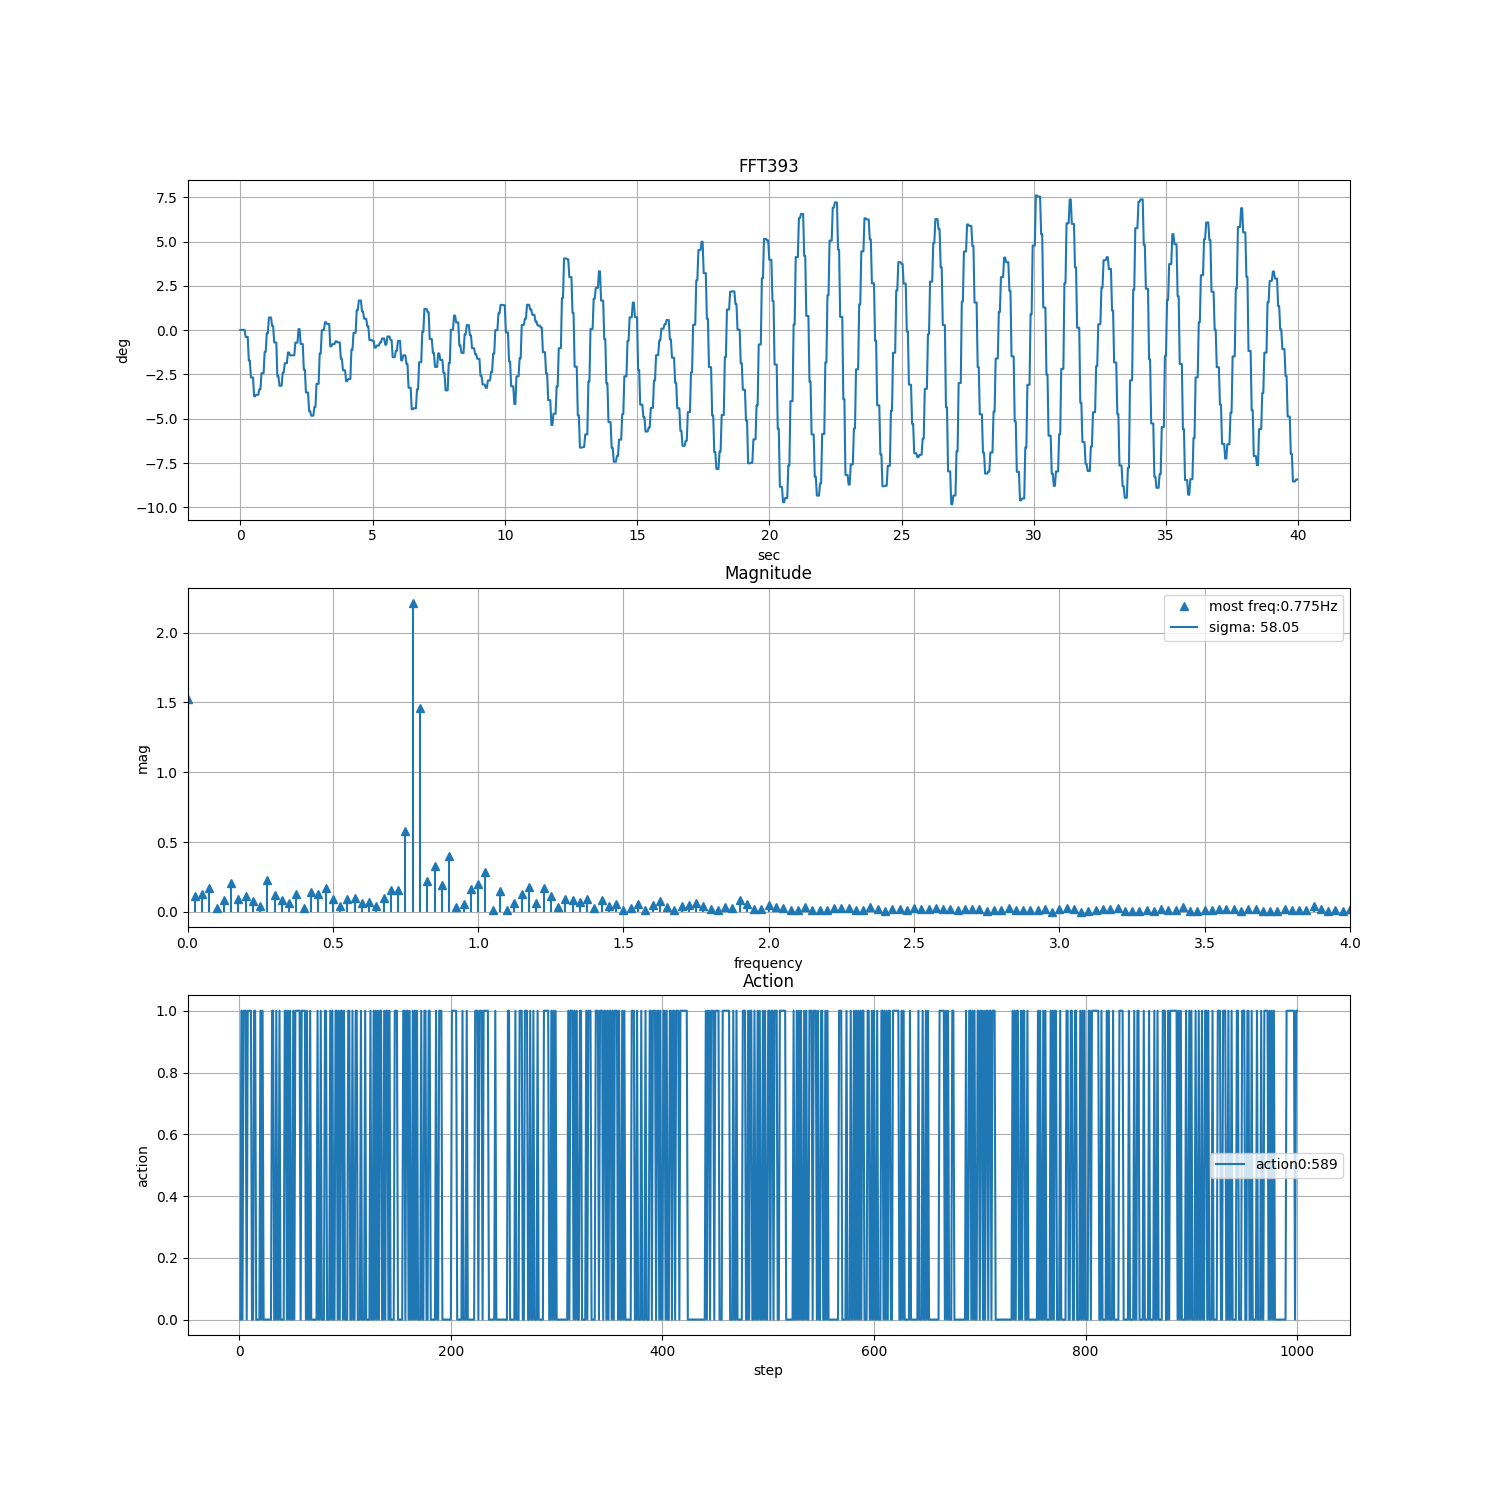 FFT393
7.5
5.0
2.5
0.0
−2.5
−5.0
−7.5
−10.0
deg
0 5 10 15 20 25 30 35 40
sec
Magnitude
most freq:0.775Hz
sigma: 58.05
2.0
1.5
1.0
0.5
0.0
mag
0.0 0.5 1.0 1.5 2.0 2.5 3.0 3.5 4.0
frequency
Action
1.0
0.8
0.6
0.4
0.2
0.0
action
action0:589
0 200 400 600 800 1000
step